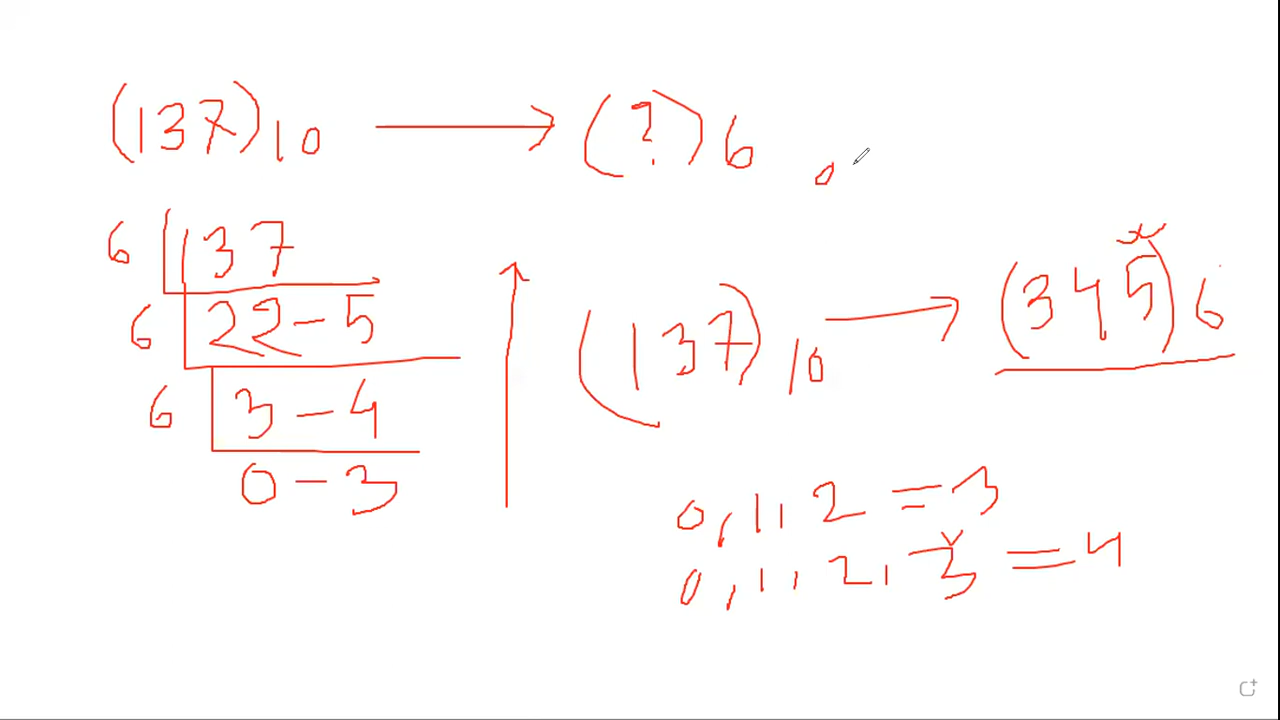 (137)10 → (?)6
0
6 | 137
6 | 22 - 5
6 | 3 - 4
0 - 3
(137)10 → (345)6
0, 1, 2 = 3
0, 1, 2, 3 = 4